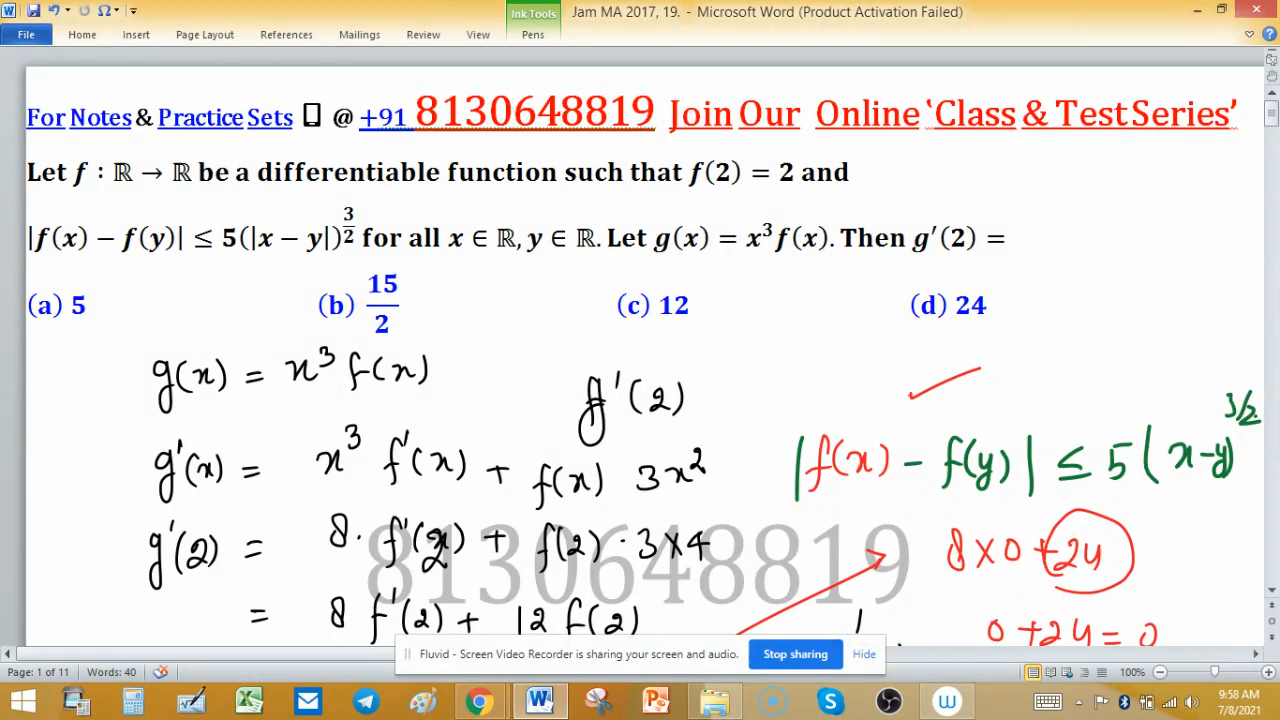 Ink Tools
Jam MA 2017, 19. - Microsoft Word (Product Activation Failed)
File Home Insert Page Layout References Mailings Review View Pens
For Notes & Practice Sets @ +91 8130648819 Join Our Online 'Class & Test Series'
Let f : ℝ → ℝ be a differentiable function such that f(2) = 2 and
|f(x) − f(y)| ≤ 5(|x − y|)^(3/2) for all x ∈ ℝ, y ∈ ℝ. Let g(x) = x³f(x). Then g′(2) =
(a) 5 (b) 15/2 (c) 12 (d) 24
g(x) = x³ f(x)
g'(2)
g'(x) = x³ f'(x) + f(x) 3x²
|f(x) - f(y)| ≤ 5(x-y)^(3/2)
g'(2) = 8. f'(2) + f(2) · 3×4
8×0 + 24
8130648819
= 8 f'(2) + 12 f(2)
0 + 24 = 0
Fluvid - Screen Video Recorder is sharing your screen and audio. Stop sharing Hide
Page: 1 of 11 Words: 40 100%
9:58 AM
7/8/2021